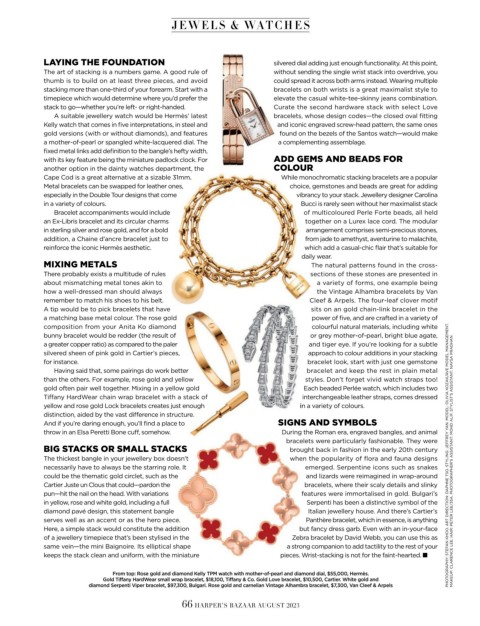 JEWELS & WATCHES
LAYING THE FOUNDATION
The art of stacking is a numbers game. A good rule of
thumb is to build on at least three pieces, and avoid
stacking more than one-third of your forearm. Start with a
timepiece which would determine where you'd prefer the
stack to go—whether you're left- or right-handed.
A suitable jewellery watch would be Hermès' latest
Kelly watch that comes in five interpretations, in steel and
gold versions (with or without diamonds), and features
a mother-of-pearl or spangled white-lacquered dial. The
fixed metal links add definition to the bangle's hefty width,
with its key feature being the miniature padlock clock. For
another option in the dainty watches department, the
Cape Cod is a great alternative at a sizable 31mm.
Metal bracelets can be swapped for leather ones,
especially in the Double Tour designs that come
in a variety of colours.
Bracelet accompaniments would include
an Ex-Libris bracelet and its circular charms
in sterling silver and rose gold, and for a bold
addition, a Chaine d'ancre bracelet just to
reinforce the iconic Hermès aesthetic.
MIXING METALS
There probably exists a multitude of rules
about mismatching metal tones akin to
how a well-dressed man should always
remember to match his shoes to his belt.
A tip would be to pick bracelets that have
a matching base metal colour. The rose gold
composition from your Anita Ko diamond
bunny bracelet would be redder (the result of
a greater copper ratio) as compared to the paler
silvered sheen of pink gold in Cartier's pieces,
for instance.
Having said that, some pairings do work better
than the others. For example, rose gold and yellow
gold often pair well together. Mixing in a yellow gold
Tiffany HardWear chain wrap bracelet with a stack of
yellow and rose gold Lock bracelets creates just enough
distinction, aided by the vast difference in structure.
And if you're daring enough, you'll find a place to
throw in an Elsa Peretti Bone cuff, somehow.
BIG STACKS OR SMALL STACKS
The thickest bangle in your jewellery box doesn't
necessarily have to always be the starring role. It
could be the thematic gold circlet, such as the
Cartier Juste un Clous that could—pardon the
pun—hit the nail on the head. With variations
in yellow, rose and white gold, including a full
diamond pavé design, this statement bangle
serves well as an accent or as the hero piece.
Here, a simple stack would constitute the addition
of a jewellery timepiece that's been stylised in the
same vein—the mini Baignoire. Its elliptical shape
keeps the stack clean and uniform, with the miniature
silvered dial adding just enough functionality. At this point,
without sending the single wrist stack into overdrive, you
could spread it across both arms instead. Wearing multiple
bracelets on both wrists is a great maximalist style to
elevate the casual white-tee-skinny jeans combination.
Curate the second hardware stack with select Love
bracelets, whose design codes—the closed oval fitting
and iconic engraved screw-head pattern, the same ones
found on the bezels of the Santos watch—would make
a complementing assemblage.
ADD GEMS AND BEADS FOR
COLOUR
While monochromatic stacking bracelets are a popular
choice, gemstones and beads are great for adding
vibrancy to your stack. Jewellery designer Carolina
Bucci is rarely seen without her maximalist stack
of multicoloured Perle Forte beads, all held
together on a Lurex lace cord. The modular
arrangement comprises semi-precious stones,
from jade to amethyst, aventurine to malachite,
which add a casual-chic flair that's suitable for
daily wear.
The natural patterns found in the cross-
sections of these stones are presented in
a variety of forms, one example being
the Vintage Alhambra bracelets by Van
Cleef & Arpels. The four-leaf clover motif
sits on an gold chain-link bracelet in the
power of five, and are crafted in a variety of
colourful natural materials, including white
or grey mother-of-pearl, bright blue agate
and tiger eye. If you're looking for a subtle
approach to colour additions in your stacking
bracelet look, start with just one gemstone
bracelet and keep the rest in plain metal
styles. Don't forget vivid watch straps too!
Each beaded Perlée watch, which includes two
interchangeable leather straps, comes dressed
in a variety of colours.
SIGNS AND SYMBOLS
During the Roman era, engraved bangles, and animal
bracelets were particularly fashionable. They were
brought back in fashion in the early 20th century
when the popularity of flora and fauna designs
emerged. Serpentine icons such as snakes
and lizards were reimagined in wrap-around
bracelets, where their scaly details and slinky
features were immortalised in gold. Bulgari's
Serpenti has been a distinctive symbol of the
Italian jewellery house. And there's Cartier's
Panthère bracelet, which in essence, is anything
but fancy dress garb. Even with an in-your-face
Zebra bracelet by David Webb, you can use this as
a strong companion to add tactility to the rest of your
pieces. Wrist-stacking is not for the faint-hearted. ■
From top: Rose gold and diamond Kelly TPM watch with mother-of-pearl and diamond dial, $55,000, Hermès.
Gold Tiffany HardWear small wrap bracelet, $18,100, Tiffany & Co. Gold Love bracelet, $10,500, Cartier. White gold and
diamond Serpenti Viper bracelet, $97,300, Bulgari. Rose gold and carnelian Vintage Alhambra bracelet, $7,300, Van Cleef & Arpels
66 HARPER'S BAZAAR AUGUST 2023